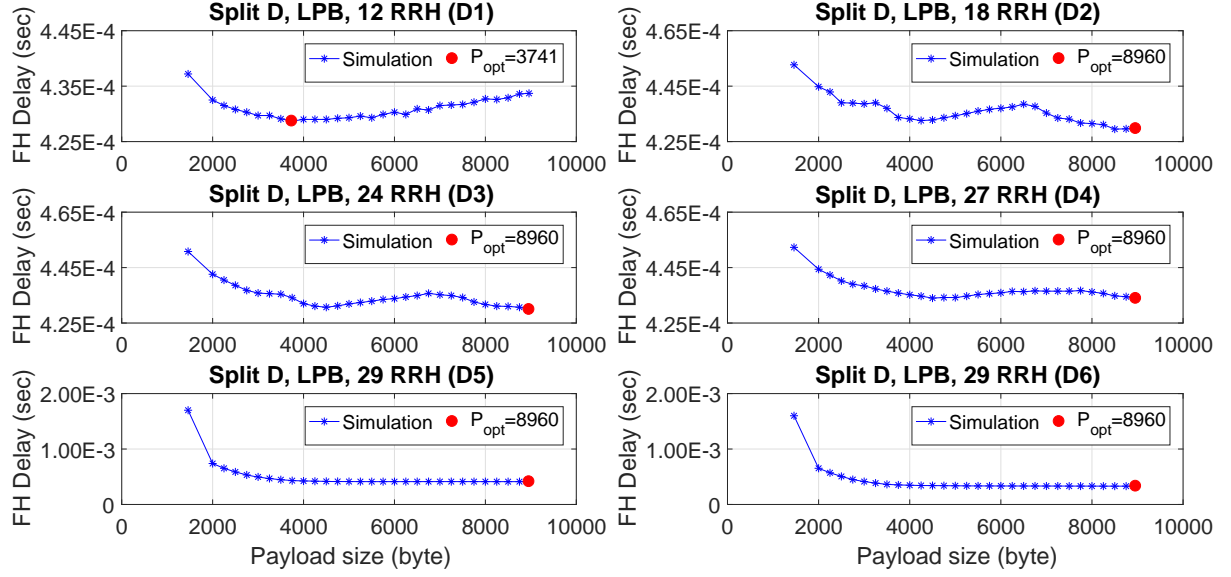 Split D, LPB, 12 RRH (D1)
FH Delay (sec)
4.45E-4
4.35E-4
4.25E-4
Simulation
P_opt=3741
0 2000 4000 6000 8000 10000
Split D, LPB, 18 RRH (D2)
FH Delay (sec)
4.65E-4
4.45E-4
4.25E-4
Simulation
P_opt=8960
0 2000 4000 6000 8000 10000
Split D, LPB, 24 RRH (D3)
FH Delay (sec)
4.65E-4
4.45E-4
4.25E-4
Simulation
P_opt=8960
0 2000 4000 6000 8000 10000
Split D, LPB, 27 RRH (D4)
FH Delay (sec)
4.65E-4
4.45E-4
4.25E-4
Simulation
P_opt=8960
0 2000 4000 6000 8000 10000
Split D, LPB, 29 RRH (D5)
FH Delay (sec)
2.00E-3
1.00E-3
0
Simulation
P_opt=8960
0 2000 4000 6000 8000 10000
Payload size (byte)
Split D, LPB, 29 RRH (D6)
FH Delay (sec)
2.00E-3
1.00E-3
0
Simulation
P_opt=8960
0 2000 4000 6000 8000 10000
Payload size (byte)